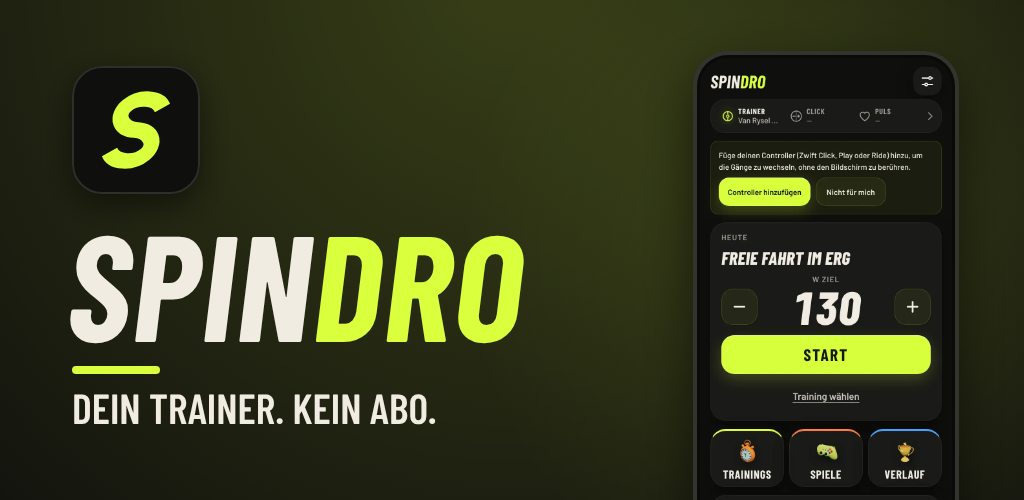 S
SPINDRO
DEIN TRAINER. KEIN ABO.
SPINDRO
TRAINER
Van Rysel ...
CLICK
–
PULS
–
Füge deinen Controller (Zwift Click, Play oder Ride) hinzu, um
die Gänge zu wechseln, ohne den Bildschirm zu berühren.
Controller hinzufügen
Nicht für mich
HEUTE
FREIE FAHRT IM ERG
W ZIEL
− 130 +
START
Training wählen
TRAININGS
SPIELE
VERLAUF